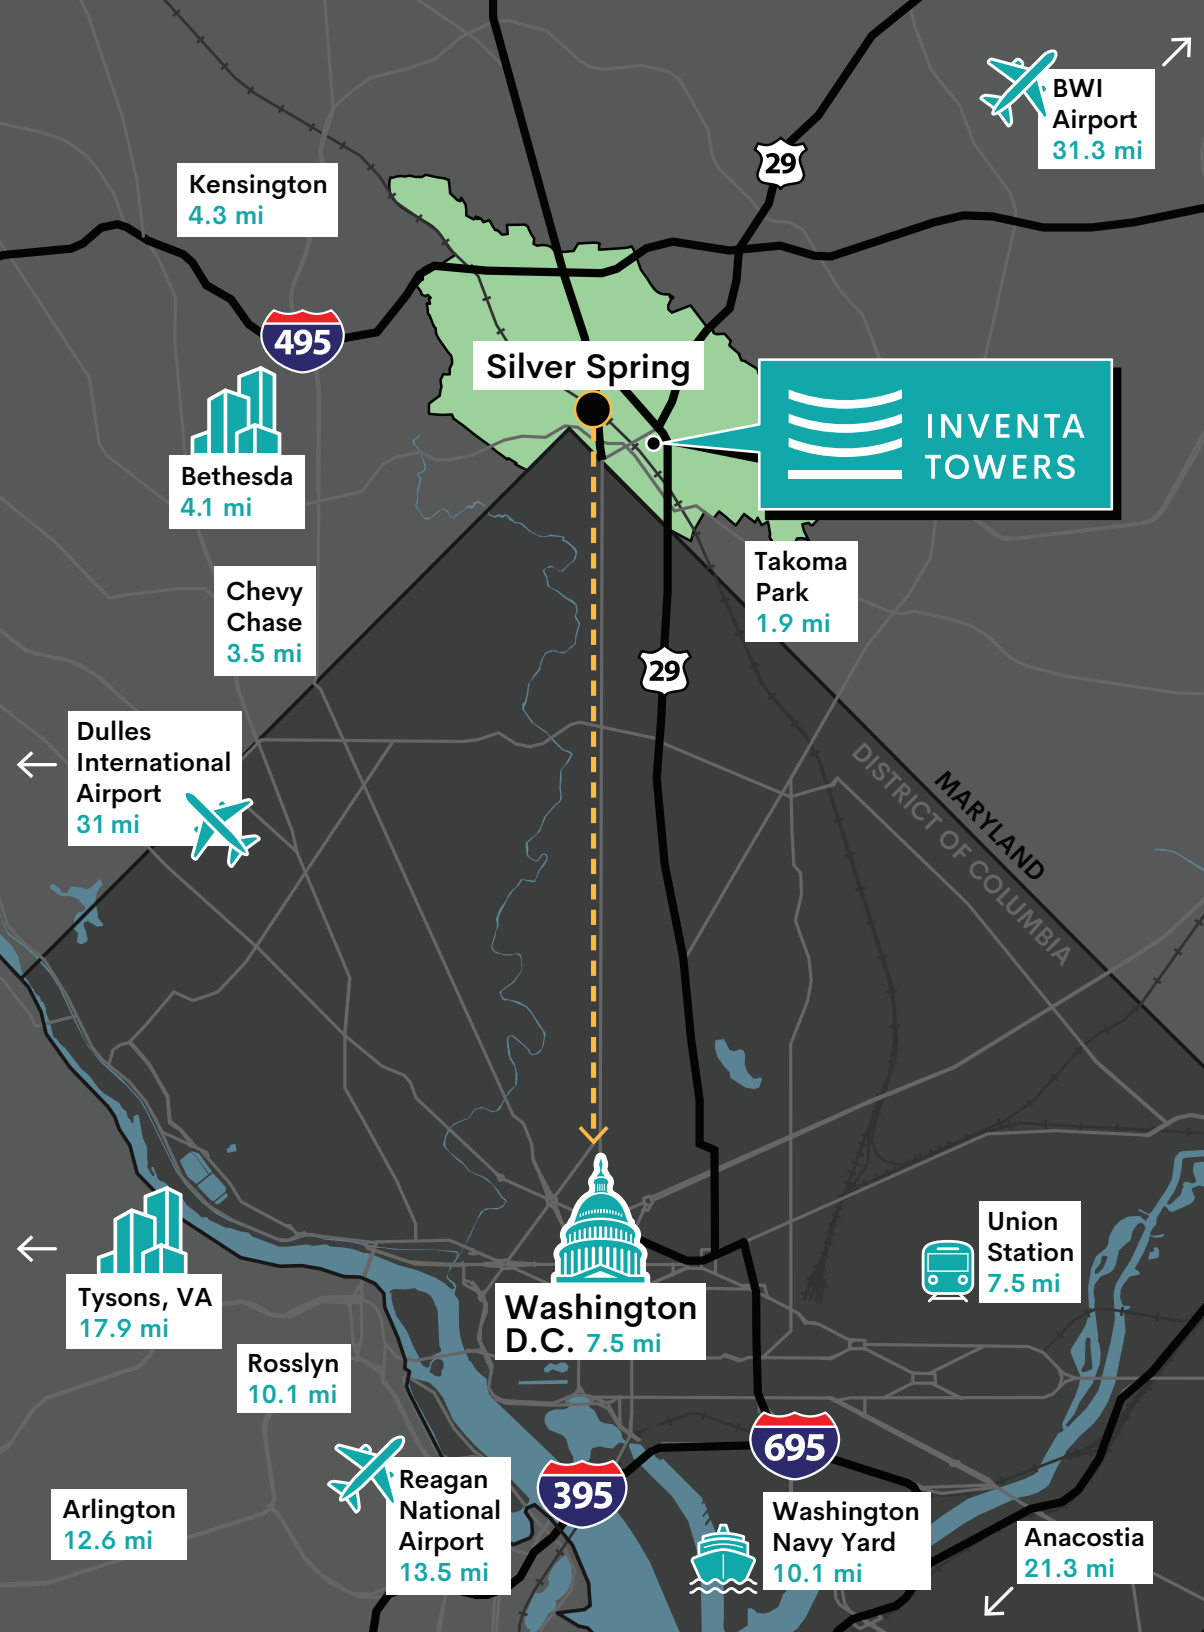 BWI
Airport
31.3 mi
29
Kensington
4.3 mi
495
Silver Spring
INVENTA
TOWERS
Bethesda
4.1 mi
Takoma
Park
1.9 mi
Chevy
Chase
3.5 mi
29
Dulles
International
Airport
31 mi
MARYLAND
DISTRICT OF COLUMBIA
Union
Station
7.5 mi
Tysons, VA
17.9 mi
Washington
D.C. 7.5 mi
Rosslyn
10.1 mi
695
Reagan
National
Airport
13.5 mi
395
Arlington
12.6 mi
Washington
Navy Yard
10.1 mi
Anacostia
21.3 mi